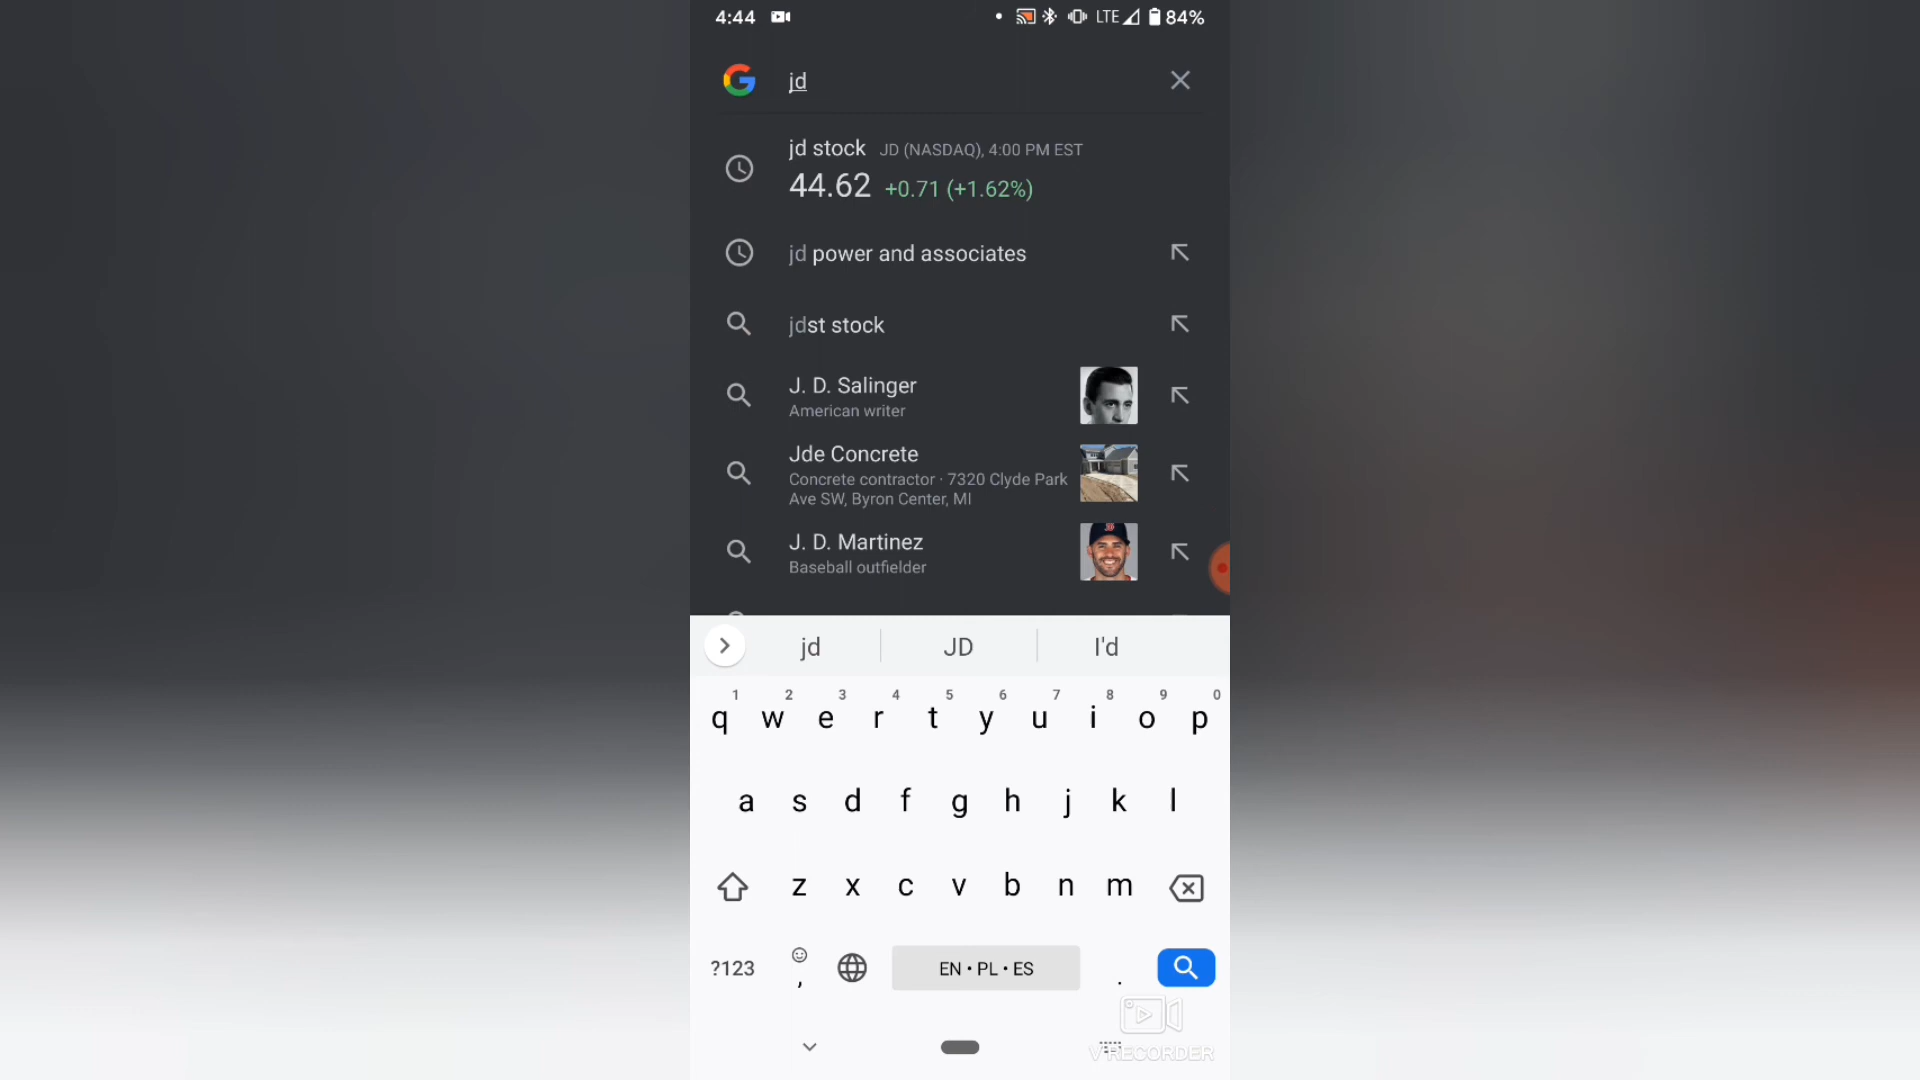 4:44 LTE 84%
jd
jd stock JD (NASDAQ), 4:00 PM EST
44.62 +0.71 (+1.62%)
jd power and associates
jdst stock
J. D. Salinger
American writer
Jde Concrete
Concrete contractor · 7320 Clyde Park
Ave SW, Byron Center, MI
J. D. Martinez
Baseball outfielder
jd JD I'd
1 2 3 4 5 6 7 8 9 0
q w e r t y u i o p
a s d f g h j k l
z x c v b n m
?123 , EN • PL • ES .
V RECORDER